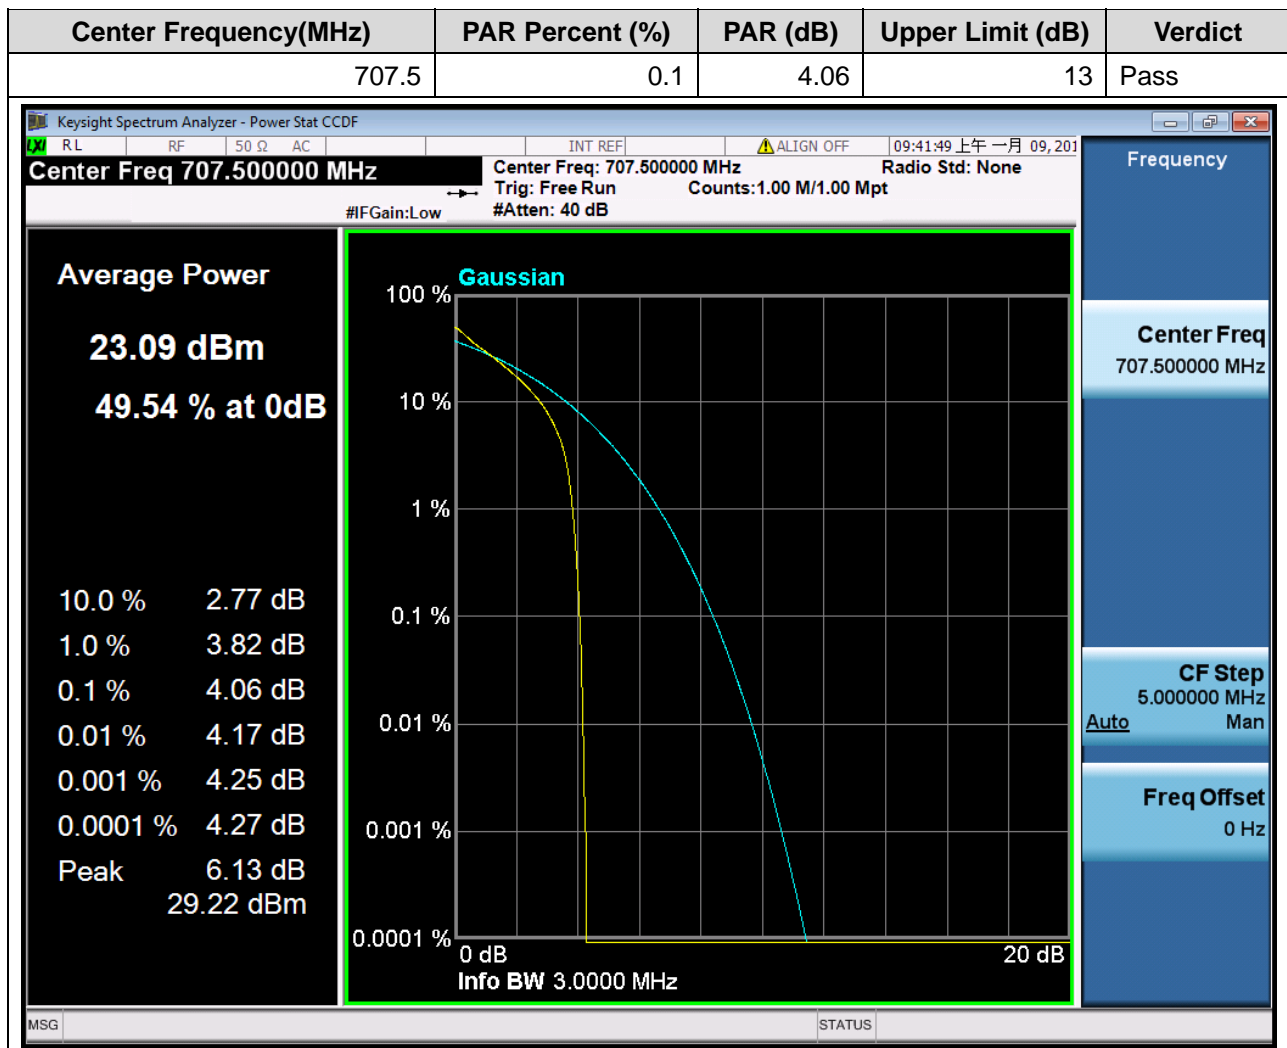 Center Frequency(MHz) PAR Percent (%) PAR (dB) Upper Limit (dB) Verdict
707.5 0.1 4.06 13 Pass
Keysight Spectrum Analyzer - Power Stat CCDF
LXI RL RF 50 Ω AC INT REF ALIGN OFF 09:41:49 上午 一月 09, 201
Center Freq 707.500000 MHz
Center Freq: 707.500000 MHz Radio Std: None
Trig: Free Run Counts:1.00 M/1.00 Mpt
#IFGain:Low #Atten: 40 dB
Average Power
23.09 dBm
49.54 % at 0dB
10.0 % 2.77 dB
1.0 % 3.82 dB
0.1 % 4.06 dB
0.01 % 4.17 dB
0.001 % 4.25 dB
0.0001 % 4.27 dB
Peak 6.13 dB
29.22 dBm
Gaussian
100 %
10 %
1 %
0.1 %
0.01 %
0.001 %
0.0001 %
0 dB 20 dB
Info BW 3.0000 MHz
Frequency
Center Freq
707.500000 MHz
CF Step
5.000000 MHz
Auto Man
Freq Offset
0 Hz
MSG STATUS